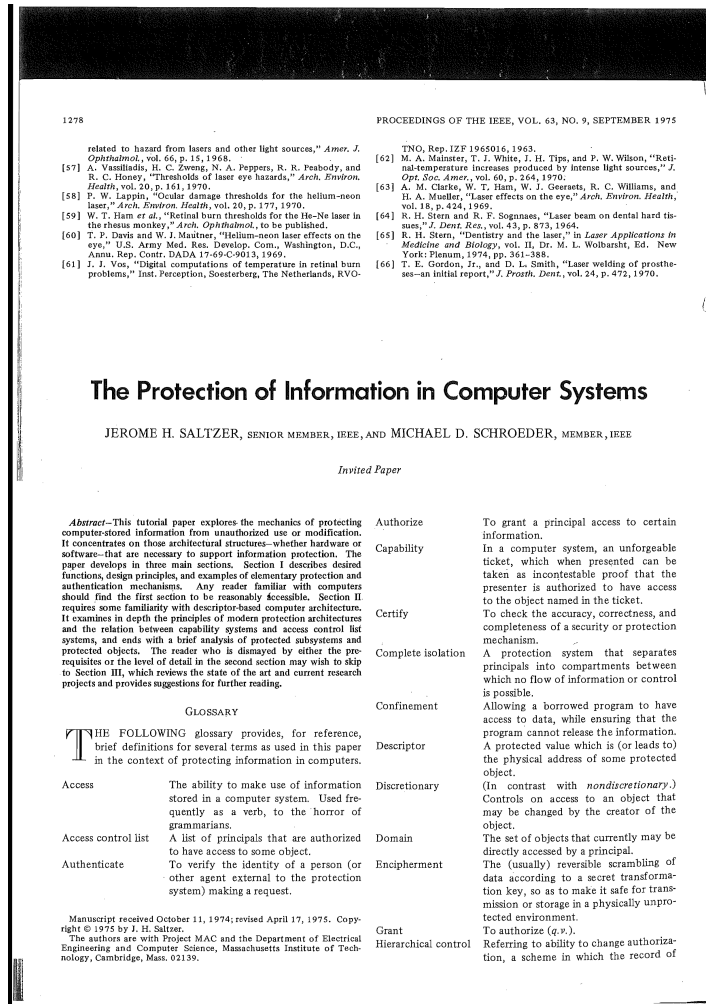 1278
PROCEEDINGS OF THE IEEE, VOL. 63, NO. 9, SEPTEMBER 1975
related to hazard from lasers and other light sources," Amer. J.
Ophthalmol., vol. 66, p. 15, 1968.
[57] A. Vassiliadis, H. C. Zweng, N. A. Peppers, R. R. Peabody, and
R. C. Honey, "Thresholds of laser eye hazards," Arch. Environ.
Health, vol. 20, p. 161, 1970.
[58] P. W. Lappin, "Ocular damage thresholds for the helium-neon
laser," Arch. Environ. Health, vol. 20, p. 177, 1970.
[59] W. T. Ham et al., "Retinal burn thresholds for the He-Ne laser in
the rhesus monkey," Arch. Ophthalmol., to be published.
[60] T. P. Davis and W. J. Mautner, "Helium-neon laser effects on the
eye," U.S. Army Med. Res. Develop. Com., Washington, D.C.,
Annu. Rep. Contr. DADA 17-69-C-9013, 1969.
[61] J. J. Vos, "Digital computations of temperature in retinal burn
problems," Inst. Perception, Soesterberg, The Netherlands, RVO-
TNO, Rep. IZF 1965016, 1963.
[62] M. A. Mainster, T. J. White, J. H. Tips, and P. W. Wilson, "Reti-
nal-temperature increases produced by intense light sources," J.
Opt. Soc. Amer., vol. 60, p. 264, 1970.
[63] A. M. Clarke, W. T. Ham, W. J. Geeraets, R. C. Williams, and
H. A. Mueller, "Laser effects on the eye," Arch. Environ. Health,
vol. 18, p. 424, 1969.
[64] R. H. Stern and R. F. Sognnaes, "Laser beam on dental hard tis-
sues," J. Dent. Res., vol. 43, p. 873, 1964.
[65] R. H. Stern, "Dentistry and the laser," in Laser Applications in
Medicine and Biology, vol. II, Dr. M. L. Wolbarsht, Ed. New
York: Plenum, 1974, pp. 361-388.
[66] T. E. Gordon, Jr., and D. L. Smith, "Laser welding of prosthe-
ses—an initial report," J. Prosth. Dent., vol. 24, p. 472, 1970.
The Protection of Information in Computer Systems
JEROME H. SALTZER, SENIOR MEMBER, IEEE, AND MICHAEL D. SCHROEDER, MEMBER, IEEE
Invited Paper
Abstract—This tutorial paper explores the mechanics of protecting
computer-stored information from unauthorized use or modification.
It concentrates on those architectural structures—whether hardware or
software—that are necessary to support information protection. The
paper develops in three main sections. Section I describes desired
functions, design principles, and examples of elementary protection and
authentication mechanisms. Any reader familiar with computers
should find the first section to be reasonably accessible. Section II
requires some familiarity with descriptor-based computer architecture.
It examines in depth the principles of modern protection architectures
and the relation between capability systems and access control list
systems, and ends with a brief analysis of protected subsystems and
protected objects. The reader who is dismayed by either the pre-
requisites or the level of detail in the second section may wish to skip
to Section III, which reviews the state of the art and current research
projects and provides suggestions for further reading.
GLOSSARY
THE FOLLOWING glossary provides, for reference,
brief definitions for several terms as used in this paper
in the context of protecting information in computers.
Access The ability to make use of information
stored in a computer system. Used fre-
quently as a verb, to the horror of
grammarians.
Access control list A list of principals that are authorized
to have access to some object.
Authenticate To verify the identity of a person (or
other agent external to the protection
system) making a request.
Manuscript received October 11, 1974; revised April 17, 1975. Copy-
right © 1975 by J. H. Saltzer.
The authors are with Project MAC and the Department of Electrical
Engineering and Computer Science, Massachusetts Institute of Tech-
nology, Cambridge, Mass. 02139.
Authorize To grant a principal access to certain
information.
Capability In a computer system, an unforgeable
ticket, which when presented can be
taken as incontestable proof that the
presenter is authorized to have access
to the object named in the ticket.
Certify To check the accuracy, correctness, and
completeness of a security or protection
mechanism.
Complete isolation A protection system that separates
principals into compartments between
which no flow of information or control
is possible.
Confinement Allowing a borrowed program to have
access to data, while ensuring that the
program cannot release the information.
Descriptor A protected value which is (or leads to)
the physical address of some protected
object.
Discretionary (In contrast with nondiscretionary.)
Controls on access to an object that
may be changed by the creator of the
object.
Domain The set of objects that currently may be
directly accessed by a principal.
Encipherment The (usually) reversible scrambling of
data according to a secret transforma-
tion key, so as to make it safe for trans-
mission or storage in a physically unpro-
tected environment.
Grant To authorize (q.v.).
Hierarchical control Referring to ability to change authoriza-
tion, a scheme in which the record of